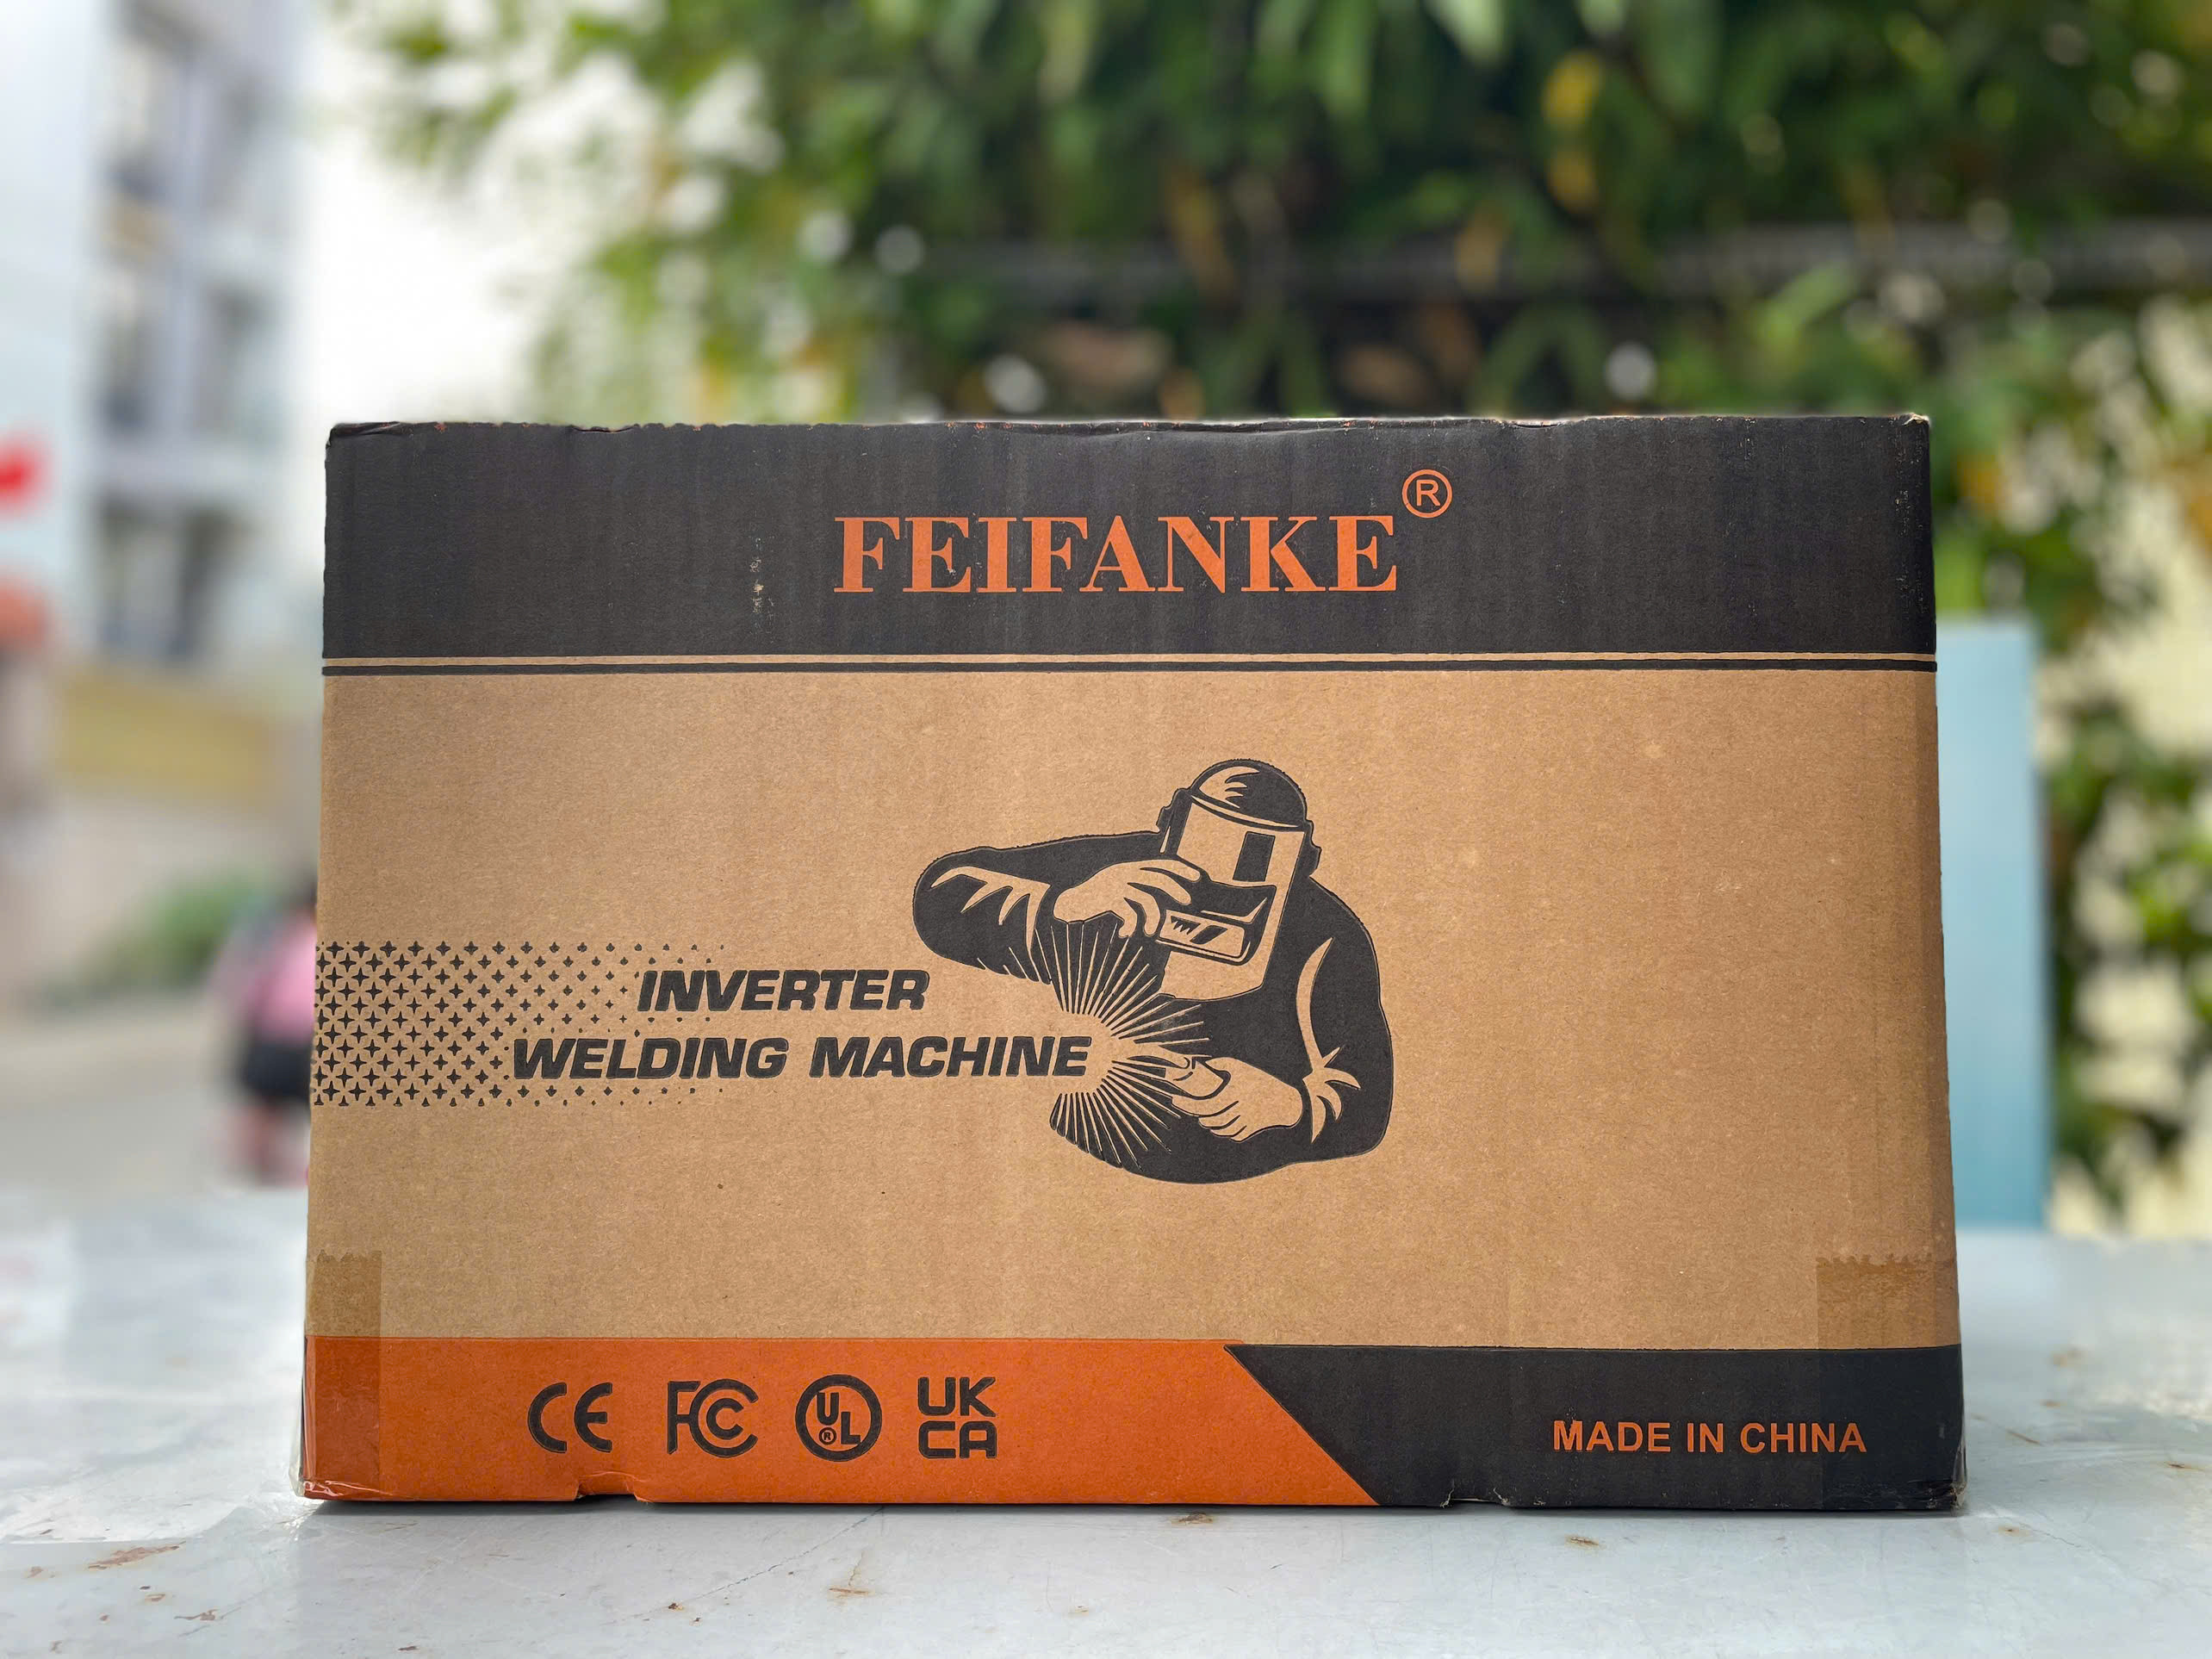 FEIFANKE®
INVERTER
WELDING MACHINE
CE FC UL® UK
CA
MADE IN CHINA